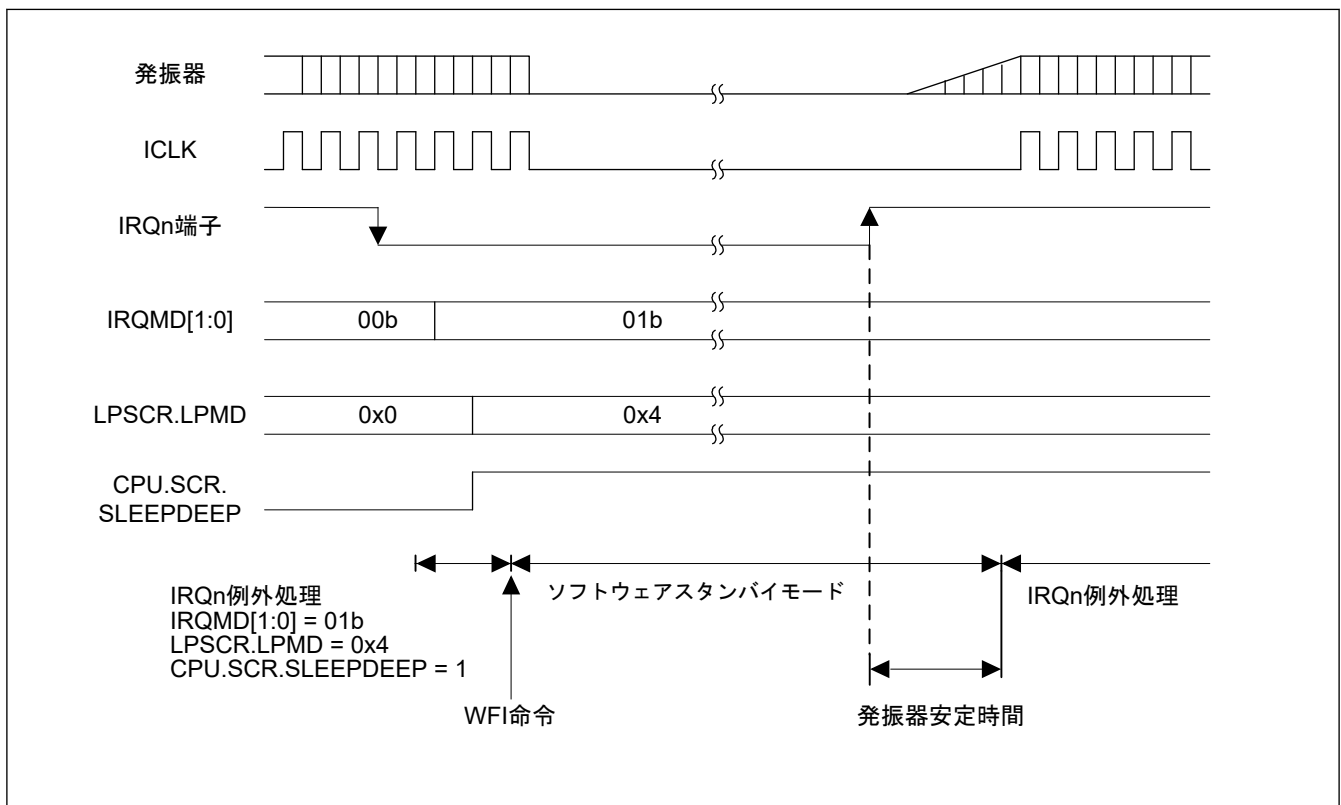 発振器
ICLK
IRQn端子
IRQMD[1:0]
00b
01b
LPSCR.LPMD
0x0
0x4
CPU.SCR.
SLEEPDEEP
IRQn例外処理
IRQMD[1:0] = 01b
LPSCR.LPMD = 0x4
CPU.SCR.SLEEPDEEP = 1
ソフトウェアスタンバイモード
IRQn例外処理
WFI命令
発振器安定時間